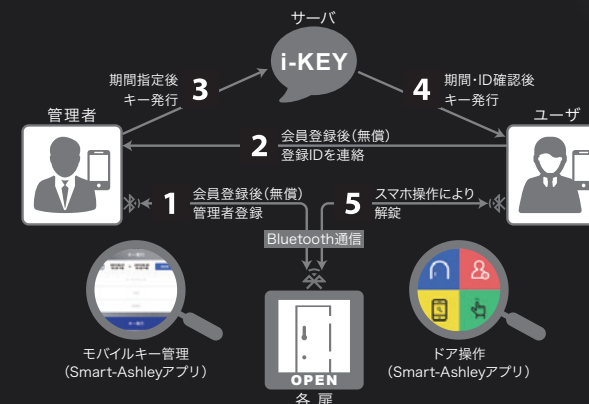 サーバ
i-KEY
期間指定後
キー発行
3
4
期間・ID確認後
キー発行
管理者
ユーザ
2
会員登録後(無償)
登録IDを連絡
1
会員登録後(無償)
管理者登録
5
スマホ操作により
解錠
Bluetooth通信
モバイルキー管理
(Smart-Ashleyアプリ)
OPEN
各扉
ドア操作
(Smart-Ashleyアプリ)